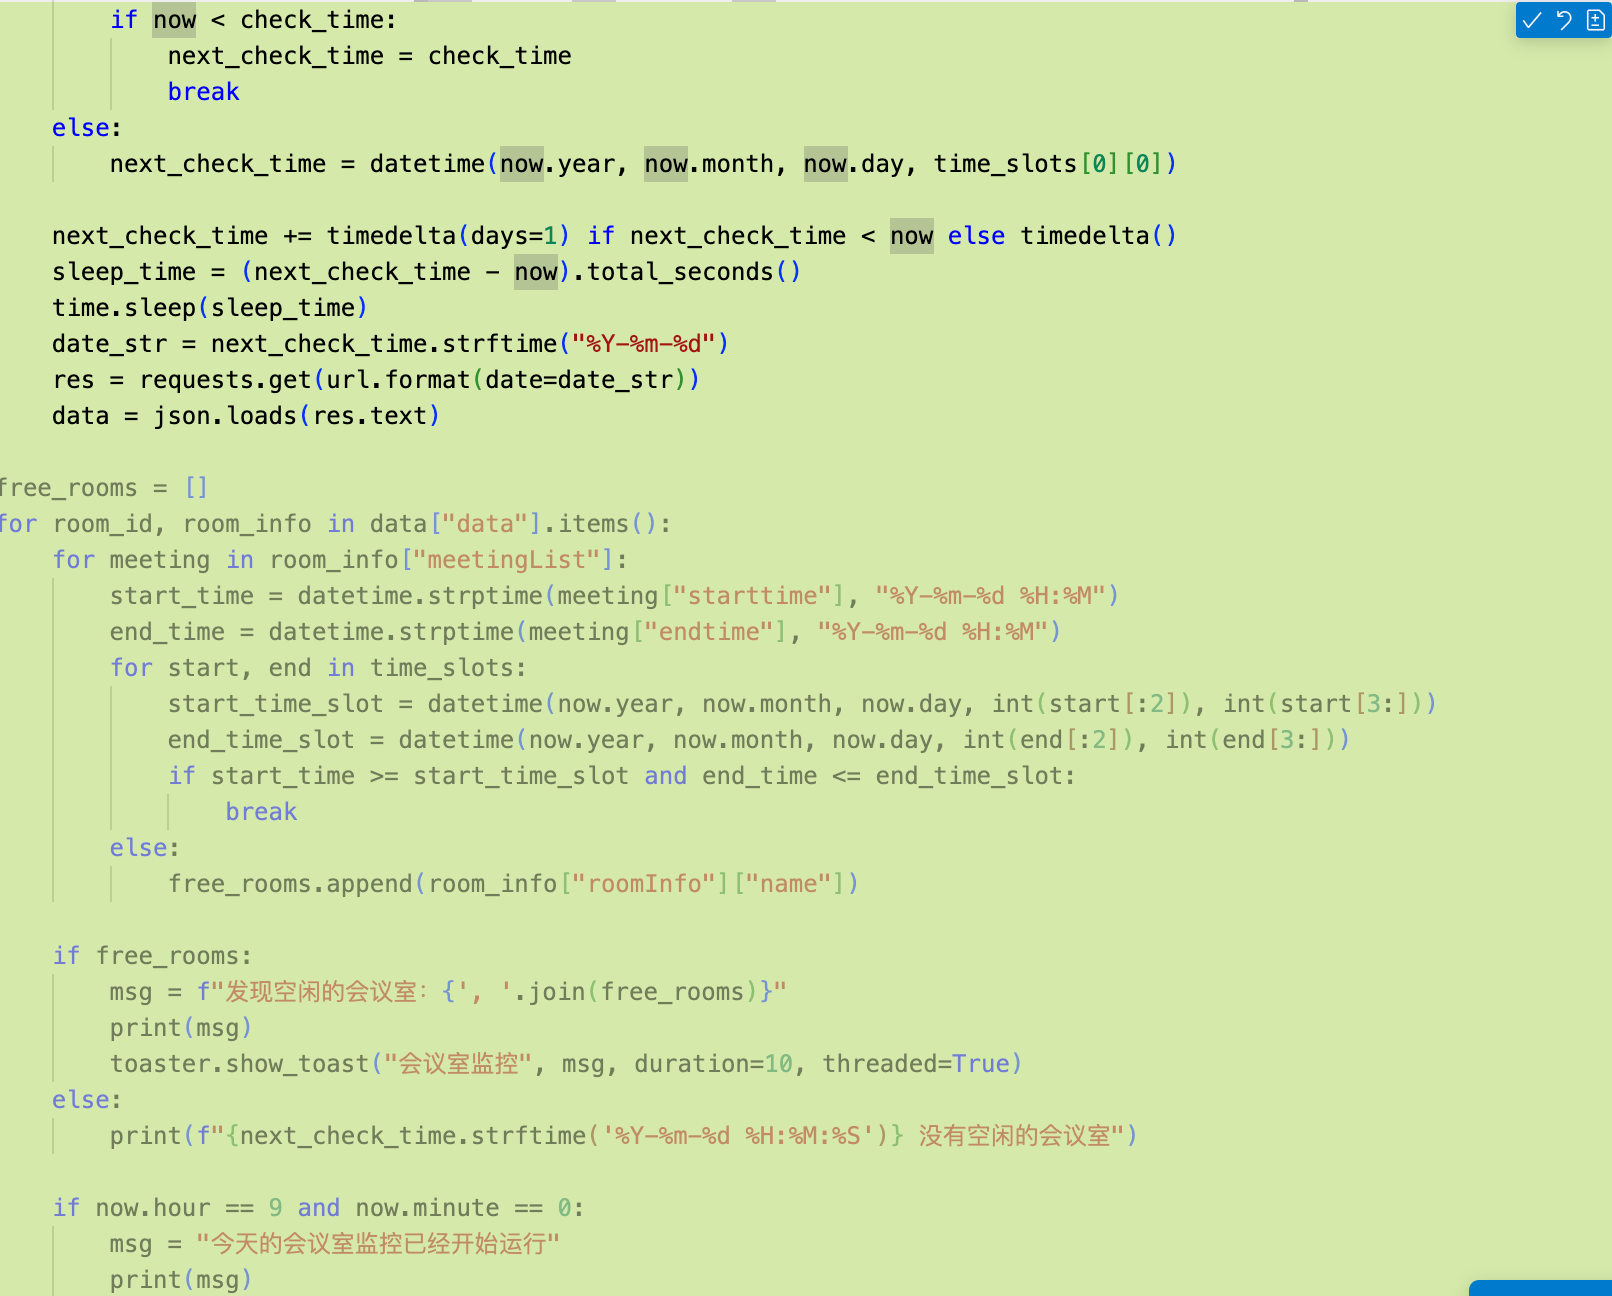 if now < check_time:
next_check_time = check_time
break
else:
next_check_time = datetime(now.year, now.month, now.day, time_slots[0][0])
next_check_time += timedelta(days=1) if next_check_time < now else timedelta()
sleep_time = (next_check_time - now).total_seconds()
time.sleep(sleep_time)
date_str = next_check_time.strftime("%Y-%m-%d")
res = requests.get(url.format(date=date_str))
data = json.loads(res.text)
free_rooms = []
for room_id, room_info in data["data"].items():
for meeting in room_info["meetingList"]:
start_time = datetime.strptime(meeting["starttime"], "%Y-%m-%d %H:%M")
end_time = datetime.strptime(meeting["endtime"], "%Y-%m-%d %H:%M")
for start, end in time_slots:
start_time_slot = datetime(now.year, now.month, now.day, int(start[:2]), int(start[3:]))
end_time_slot = datetime(now.year, now.month, now.day, int(end[:2]), int(end[3:]))
if start_time >= start_time_slot and end_time <= end_time_slot:
break
else:
free_rooms.append(room_info["roomInfo"]["name"])
if free_rooms:
msg = f"发现空闲的会议室：{', '.join(free_rooms)}"
print(msg)
toaster.show_toast("会议室监控", msg, duration=10, threaded=True)
else:
print(f"{next_check_time.strftime('%Y-%m-%d %H:%M:%S')} 没有空闲的会议室")
if now.hour == 9 and now.minute == 0:
msg = "今天的会议室监控已经开始运行"
print(msg)